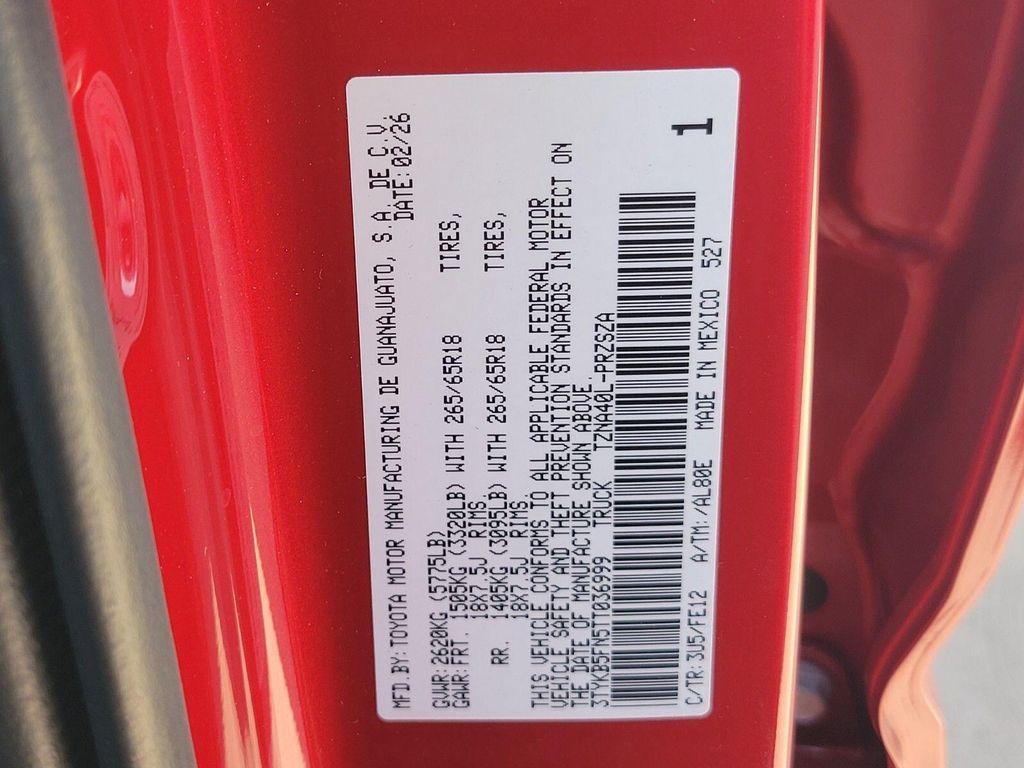 MFD.BY:TOYOTA MOTOR MANUFACTURING DE GUANAJUATO, S.A. DE C.V.
DATE:02/26
GVWR:2620KG (5775LB)
GAWR:FRT. 1505KG (3320LB) WITH 265/65R18 TIRES,
18X7.5J RIMS.
RR. 1405KG (3095LB) WITH 265/65R18 TIRES,
18X7.5J RIMS.
THIS VEHICLE CONFORMS TO ALL APPLICABLE FEDERAL MOTOR
VEHICLE SAFETY AND THEFT PREVENTION STANDARDS IN EFFECT ON
THE DATE OF MANUFACTURE SHOWN ABOVE.
3TYKB5FN5TT036999 TRUCK TZNA40L-PRZSZA
1
C/TR:3U5/FE12 A/TM:/AL80E MADE IN MEXICO 527